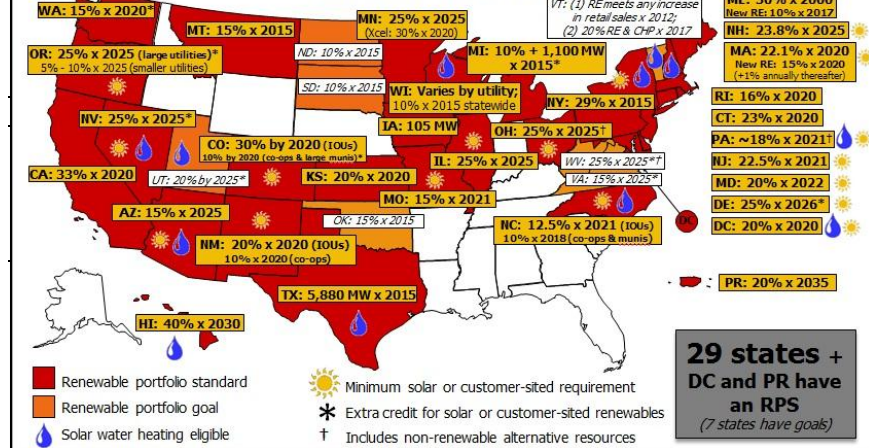 WA: 15% x 2020*
MT: 15% x 2015
MN: 25% x 2025
(Xcel: 30% x 2020)
VT: (1) RE meets any increase
in retail sales x 2012;
(2) 20% RE & CHP x 2017
New RE: 10% x 2017
NH: 23.8% x 2025
OR: 25% x 2025 (large utilities)*
5% - 10% x 2025 (smaller utilities)
ND: 10% x 2015
MI: 10% + 1,100 MW
x 2015*
MA: 22.1% x 2020
New RE: 15% x 2020
(+1% annually thereafter)
SD: 10% x 2015
WI: Varies by utility;
10% x 2015 statewide
NY: 29% x 2015
RI: 16% x 2020
CT: 23% x 2020
NV: 25% x 2025*
IA: 105 MW
OH: 25% x 2025†
PA: ~18% x 2021†
CO: 30% by 2020 (IOUs)
10% by 2020 (co-ops & large munis)*
IL: 25% x 2025
WV: 25% x 2025*†
NJ: 22.5% x 2021
CA: 33% x 2020
UT: 20% by 2025*
KS: 20% x 2020
VA: 15% x 2025*
MD: 20% x 2022
MO: 15% x 2021
DE: 25% x 2026*
AZ: 15% x 2025
OK: 15% x 2015
DC
DC: 20% x 2020
NM: 20% x 2020 (IOUs)
10% x 2020 (co-ops)
NC: 12.5% x 2021 (IOUs)
10% x 2018 (co-ops & munis)
TX: 5,880 MW x 2015
PR: 20% x 2035
HI: 40% x 2030
29 states +
DC and PR have
an RPS
(7 states have goals)
Renewable portfolio standard
Renewable portfolio goal
Solar water heating eligible
Minimum solar or customer-sited requirement
* Extra credit for solar or customer-sited renewables
† Includes non-renewable alternative resources